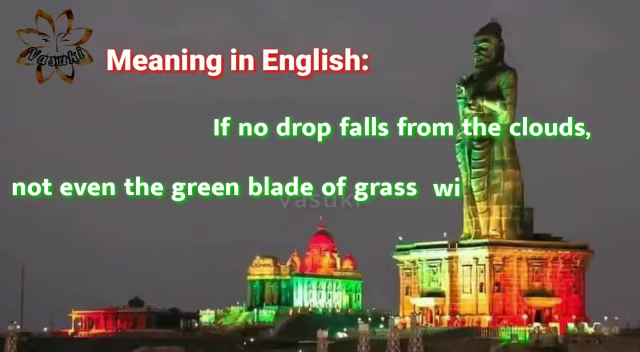 Vasuki
Meaning in English:
If no drop falls from the clouds,
not even the green blade of grass wi
vasuki